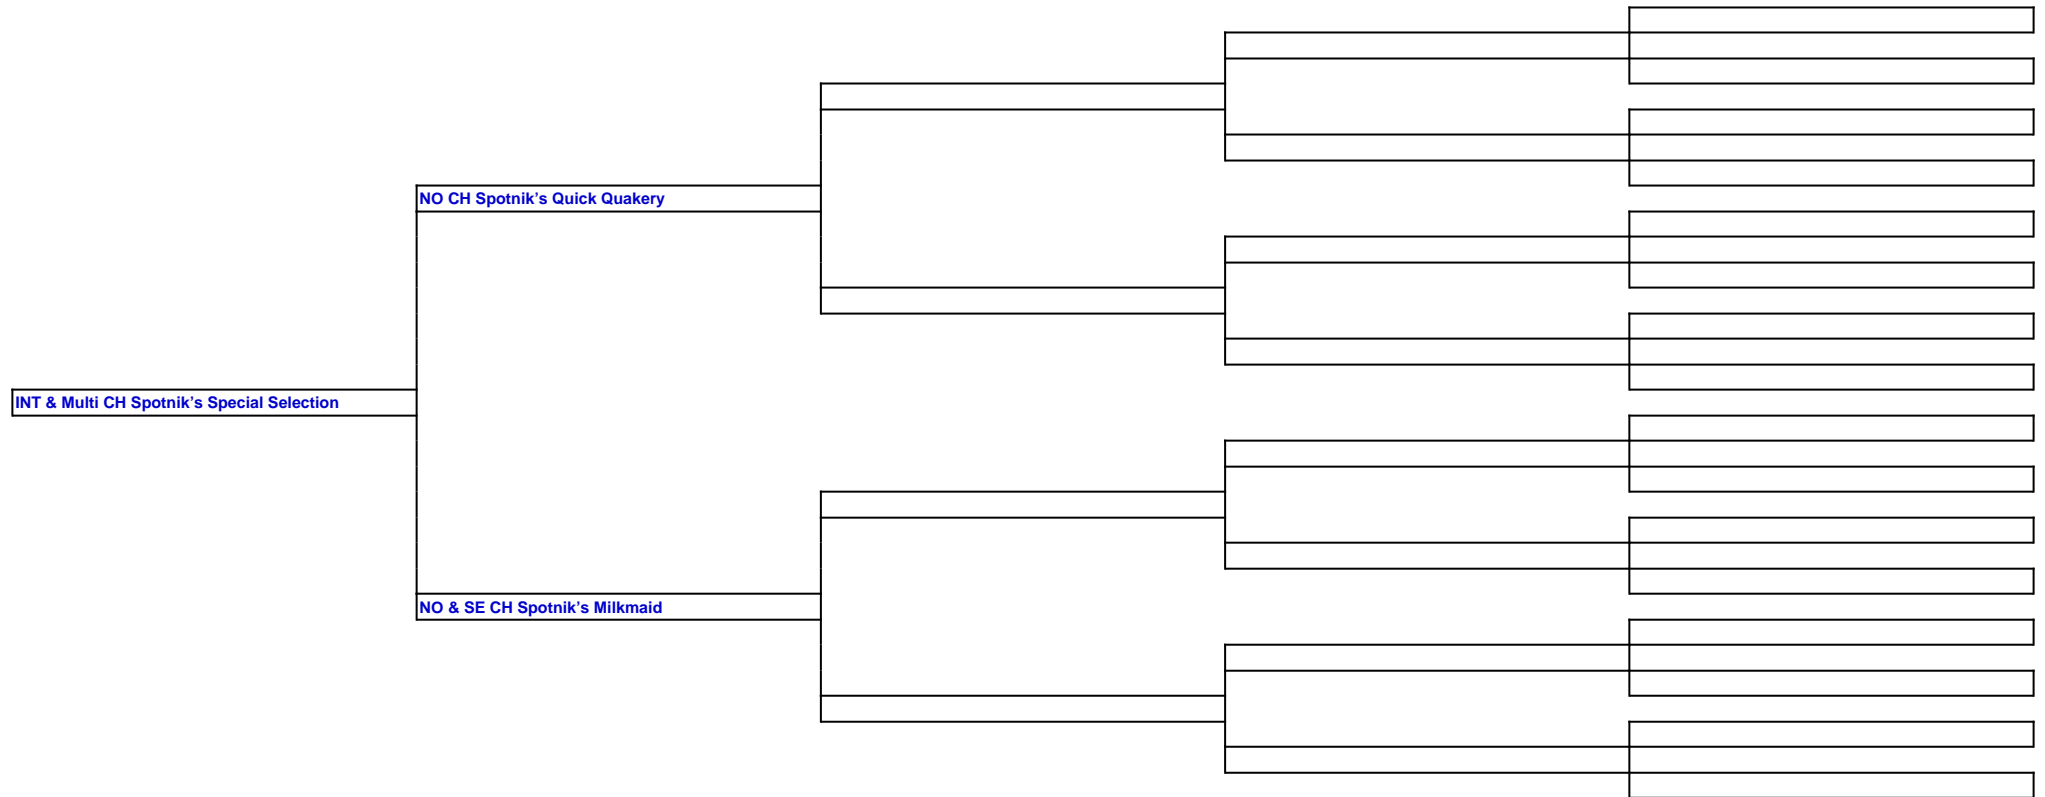 NO CH Spotnik’s Quick Quakery
INT & Multi CH Spotnik’s Special Selection
NO & SE CH Spotnik’s Milkmaid